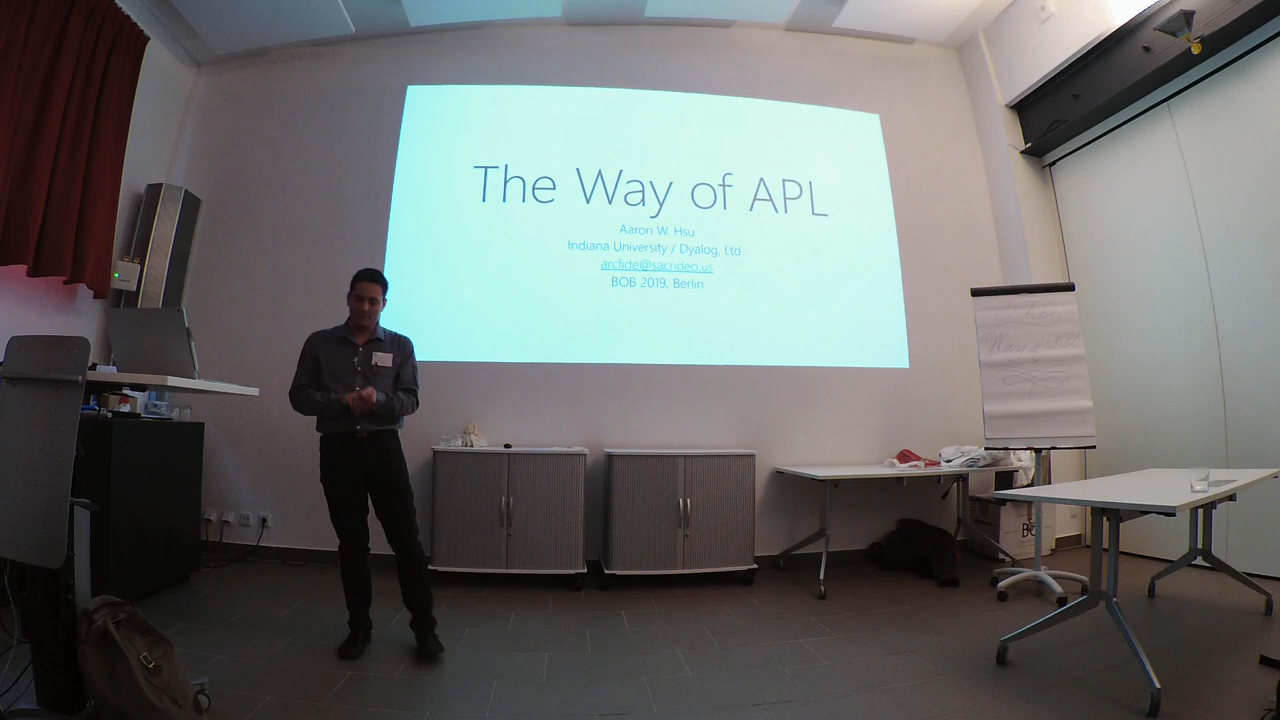 The Way of APL
Aaron W. Hsu
Indiana University / Dyalog, Ltd.
arcfide@sacrideo.us
BOB 2019, Berlin